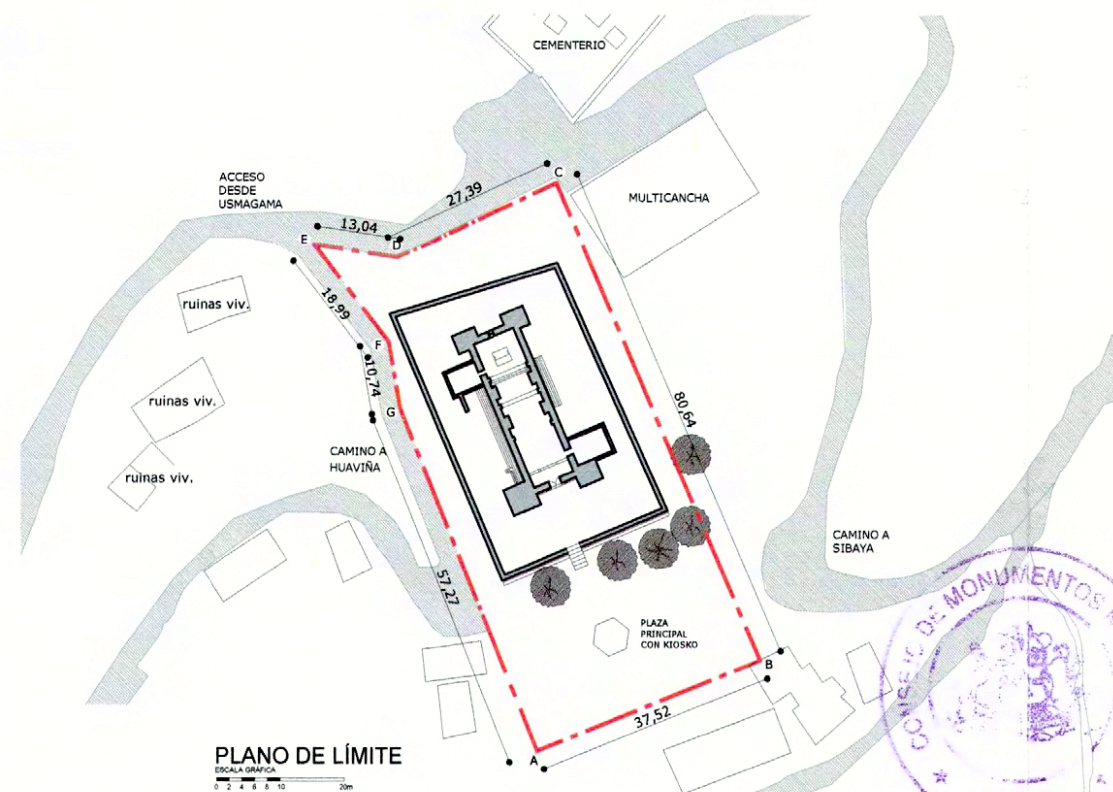 CEMENTERIO
ACCESO
DESDE
USMAGAMA
C
27,39
MULTICANCHA
13,04
E
D
18,99
ruinas viv.
F
10,74
ruinas viv.
G
80,64
CAMINO A
HUAVIÑA
ruinas viv.
CAMINO A
SIBAYA
57,27
PLAZA
PRINCIPAL
CON KIOSKO
B
37,52
A
CONSEJO DE MONUMENTOS
PLANO DE LÍMITE
ESCALA GRÁFICA
0 2 4 6 8 10 20m